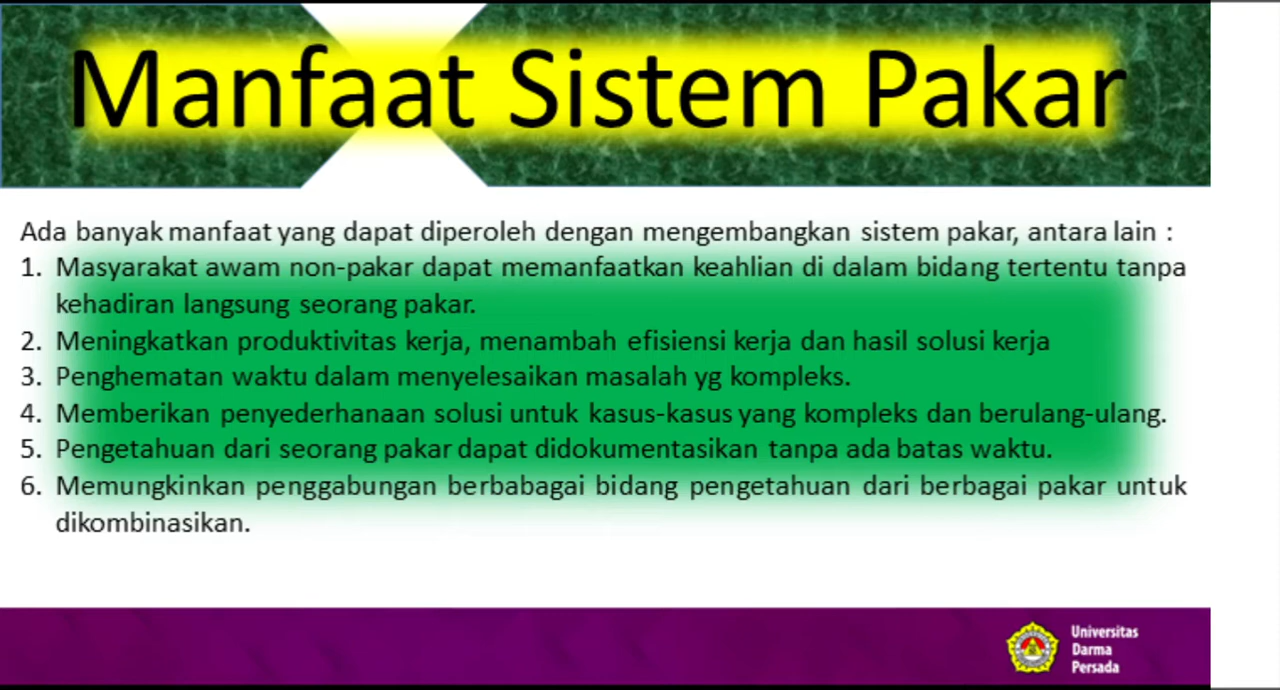 Manfaat Sistem Pakar
Ada banyak manfaat yang dapat diperoleh dengan mengembangkan sistem pakar, antara lain :
1. Masyarakat awam non-pakar dapat memanfaatkan keahlian di dalam bidang tertentu tanpa
kehadiran langsung seorang pakar.
2. Meningkatkan produktivitas kerja, menambah efisiensi kerja dan hasil solusi kerja
3. Penghematan waktu dalam menyelesaikan masalah yg kompleks.
4. Memberikan penyederhanaan solusi untuk kasus-kasus yang kompleks dan berulang-ulang.
5. Pengetahuan dari seorang pakar dapat didokumentasikan tanpa ada batas waktu.
6. Memungkinkan penggabungan berbabagai bidang pengetahuan dari berbagai pakar untuk
dikombinasikan.
Universitas
Darma
Persada